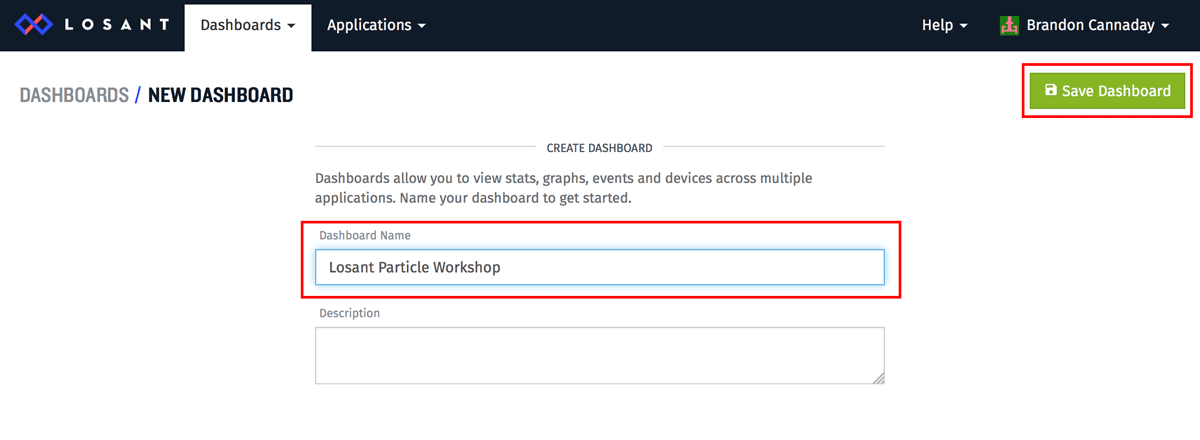 LOSANT Dashboards Applications Help Brandon Cannaday
DASHBOARDS / NEW DASHBOARD Save Dashboard
CREATE DASHBOARD
Dashboards allow you to view stats, graphs, events and devices across multiple
applications. Name your dashboard to get started.
Dashboard Name
Losant Particle Workshop
Description